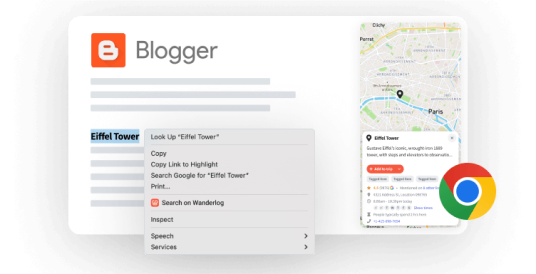 Blogger
Eiffel Tower
Look Up "Eiffel Tower"
Copy
Copy Link to Highlight
Search Google for "Eiffel Tower"
Print...
Search on Wanderlog
Inspect
Speech
Services
Clichy
Perret
Paris
Eiffel Tower
Gustave Eiffel's iconic, wrought-iron 1889
tower, with steps and elevators to observatio...